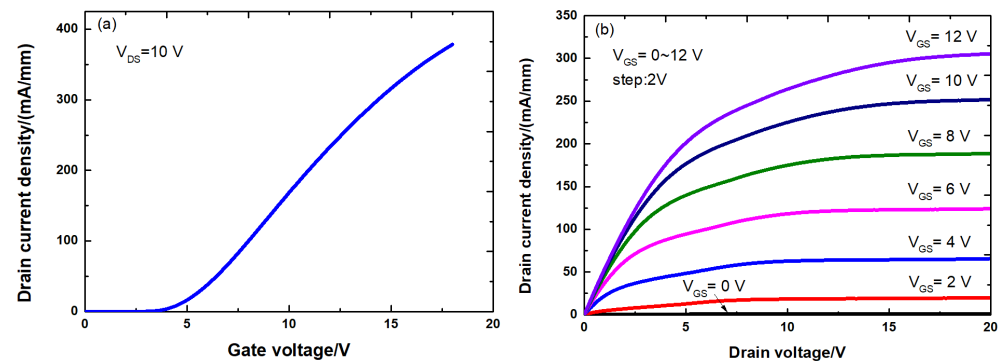 (a)
V_DS=10 V
400
300
200
100
0
0 5 10 15 20
Drain current density/(mA/mm)
Gate voltage/V
(b)
V_GS= 0~12 V
step:2V
V_GS= 12 V
V_GS= 10 V
V_GS= 8 V
V_GS= 6 V
V_GS= 4 V
V_GS= 0 V
V_GS= 2 V
350
300
250
200
150
100
50
0
0 5 10 15 20
Drain current density/(mA/mm)
Drain voltage/V